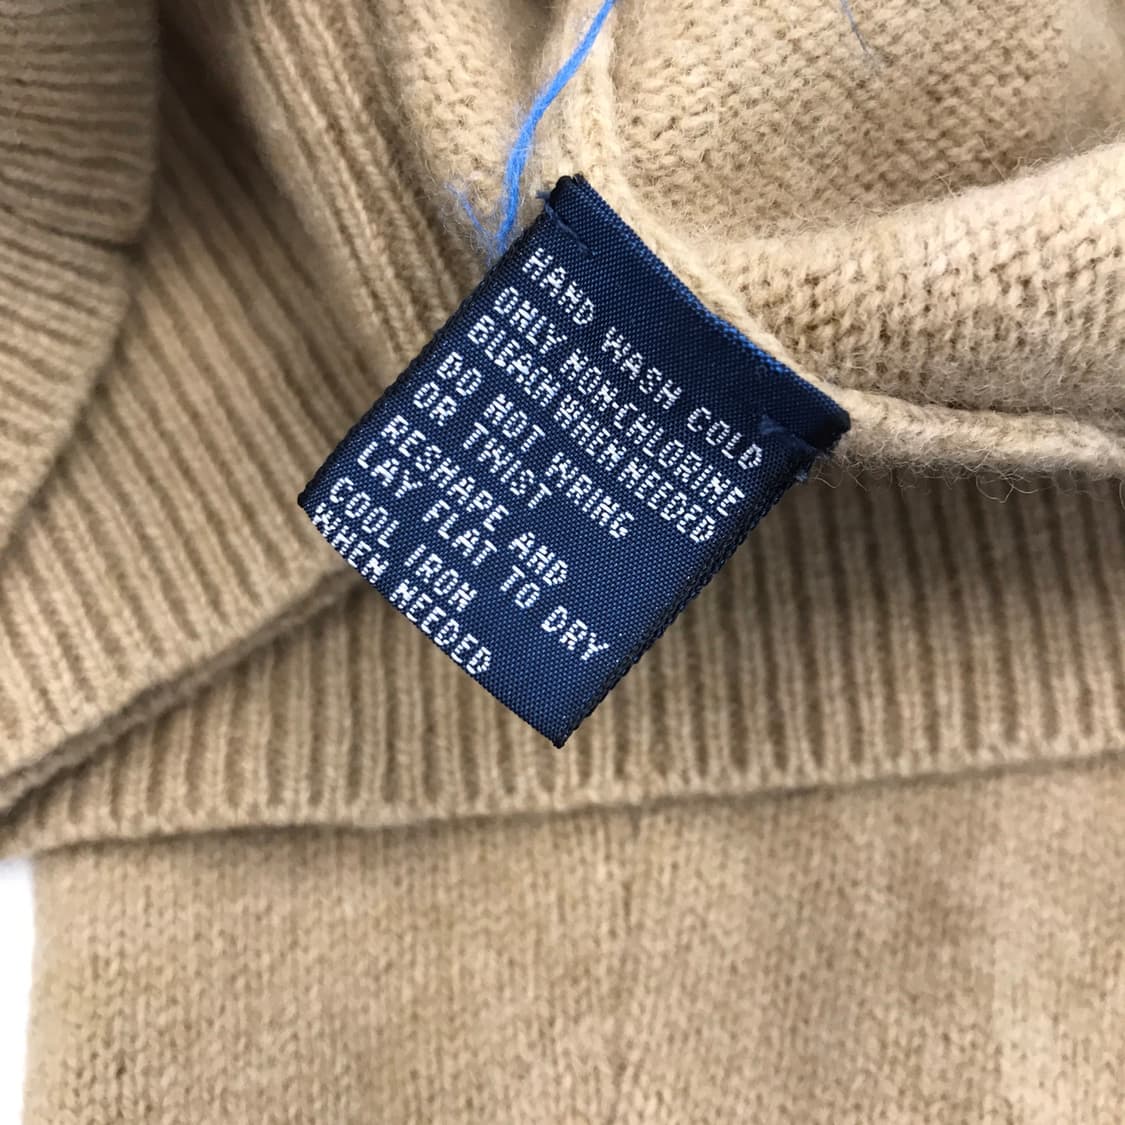 HAND WASH COLD
ONLY NON-CHLORINE
BLEACH WHEN NEEDED
DO NOT WRING
OR TWIST
RESHAPE AND
LAY FLAT TO DRY
COOL IRON
WHEN NEEDED